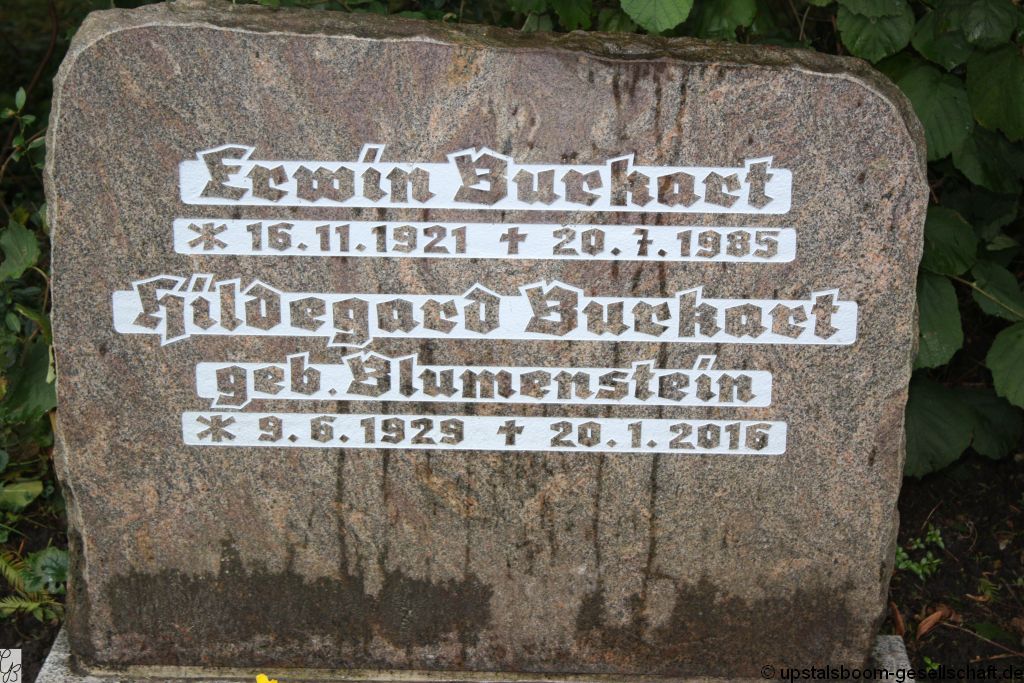 Erwin Burkart
* 16.11.1921 ✝ 20.7.1985
Hildegard Burkart
geb. Blumenstein
* 9.6.1929 ✝ 20.1.2016
© upstalsboom-gesellschaft.de